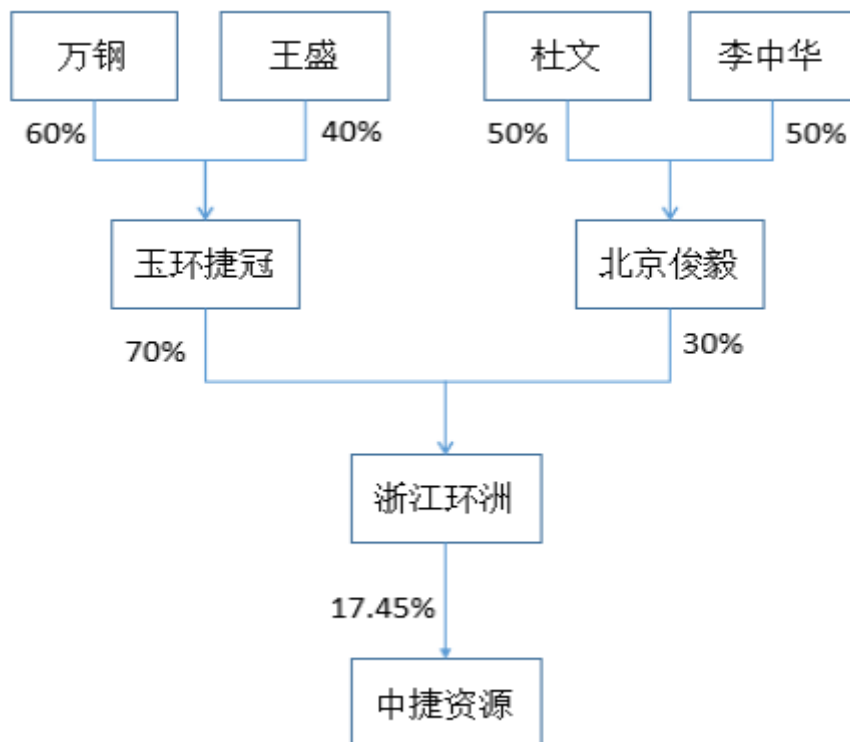 万钢
王盛
杜文
李中华
60%
40%
50%
50%
玉环捷冠
北京俊毅
70%
30%
浙江环洲
17.45%
中捷资源